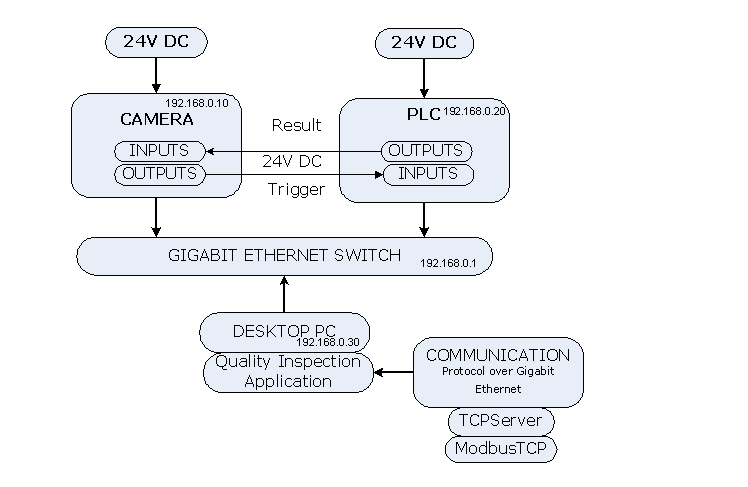 24V DC
24V DC
192.168.0.10
CAMERA
PLC
192.168.0.20
Result
INPUTS
OUTPUTS
24V DC
OUTPUTS
INPUTS
Trigger
GIGABIT ETHERNET SWITCH
192.168.0.1
DESKTOP PC
192.168.0.30
Quality Inspection
Application
COMMUNICATION
Protocol over Gigabit
Ethernet
TCPServer
ModbusTCP